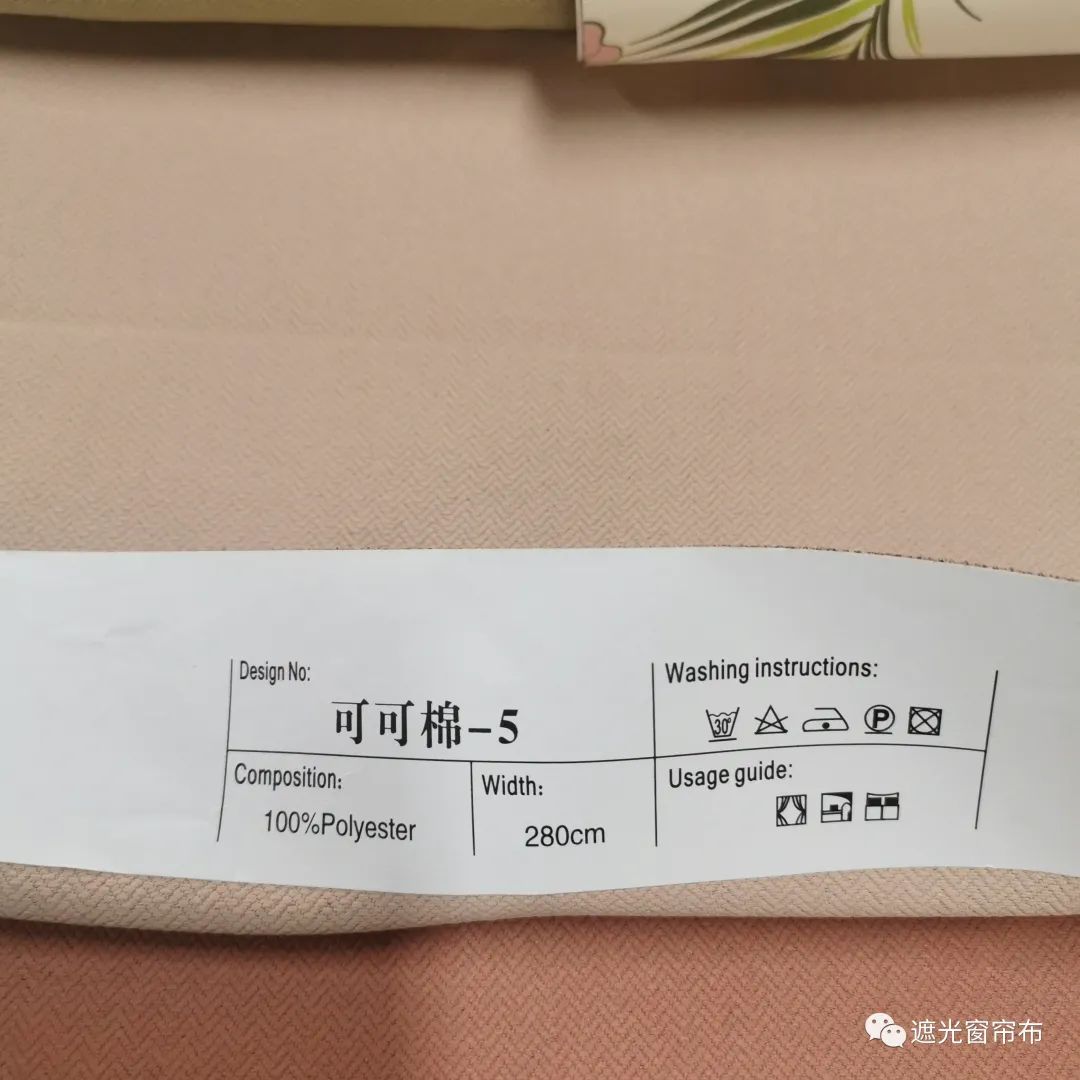 Design No:
可可棉-5
Composition:
100%Polyester
Width:
280cm
Washing instructions:
30°
P
Usage guide:
遮光窗帘布